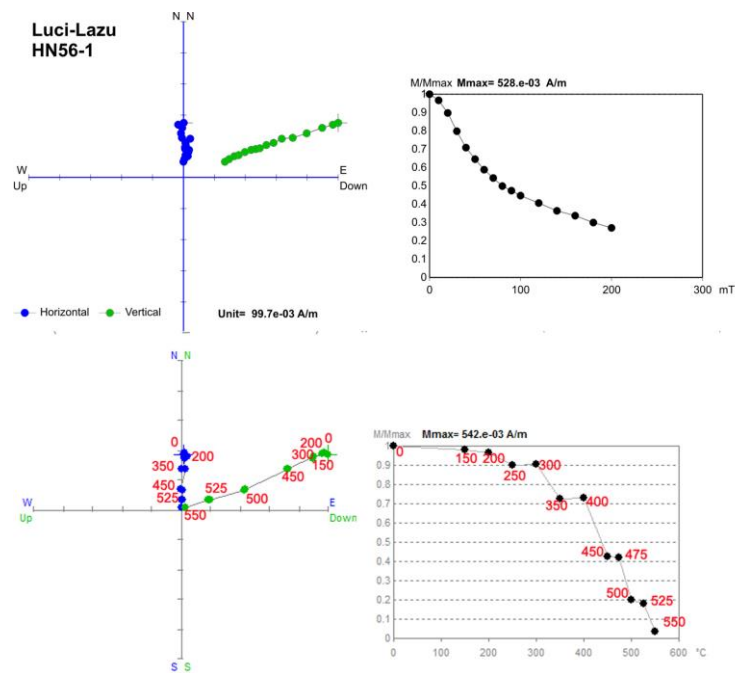 Luci-Lazu
HN56-1
N N
W
Up
E
Down
Horizontal
Vertical
Unit= 99.7e-03 A/m
M/Mmax Mmax= 528.e-03 A/m
1
0.9
0.8
0.7
0.6
0.5
0.4
0.3
0.2
0.1
0
0 100 200 300 mT
N N
0
200
350
450
525
550
0
200
300
150
450
525
500
W
Up
E
Down
S S
M/Mmax Mmax= 542.e-03 A/m
0.9
0.8
0.7
0.6
0.5
0.4
0.3
0.2
0.1
0
0
150
200
250
300
350
400
450
475
500
525
550
0 100 200 300 400 500 600 °C